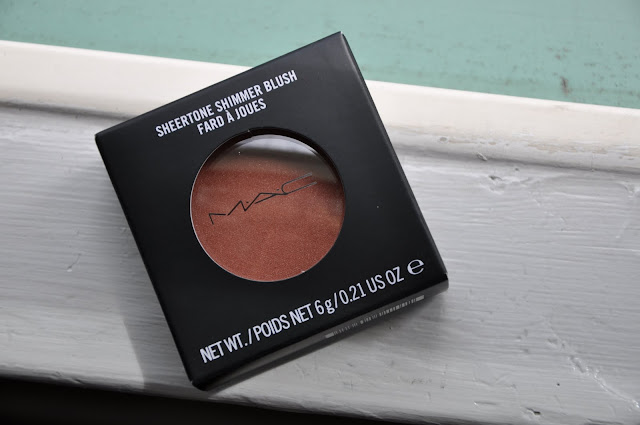 SHEERTONE SHIMMER BLUSH
FARD À JOUES
MAC
NET WT./POIDS NET 6 g/0.21 US OZ ℮